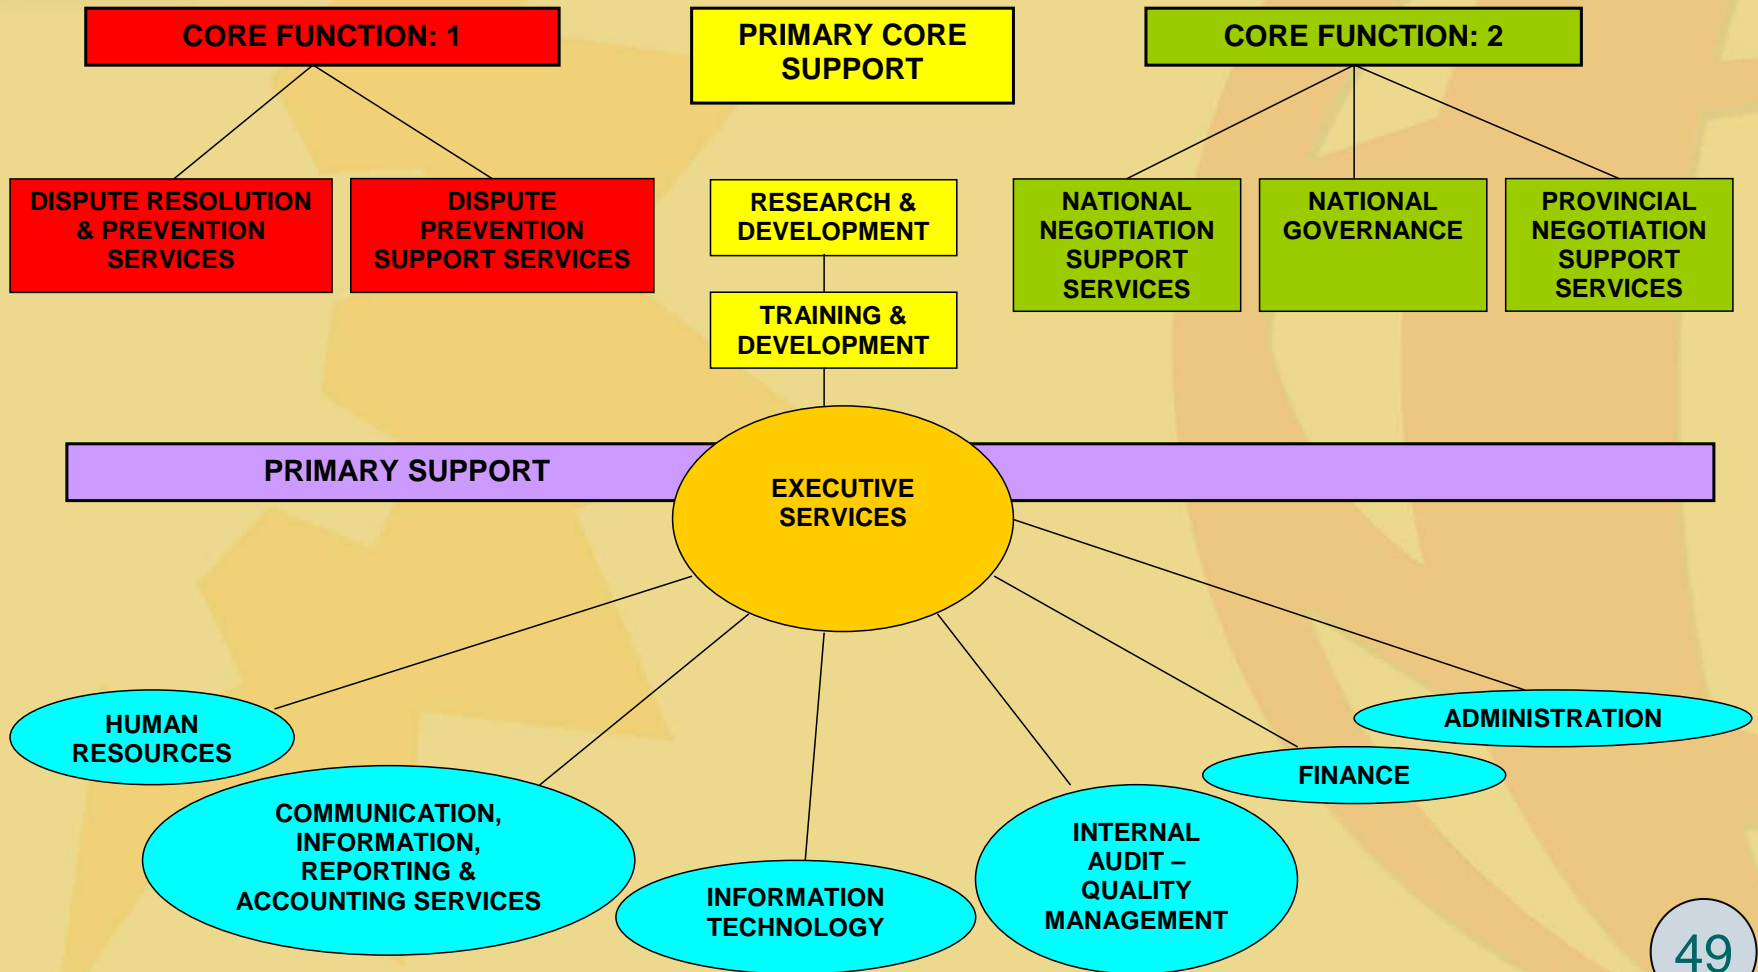 CORE FUNCTION: 1
PRIMARY CORE
SUPPORT
CORE FUNCTION: 2
DISPUTE RESOLUTION
& PREVENTION
SERVICES
DISPUTE
PREVENTION
SUPPORT SERVICES
RESEARCH &
DEVELOPMENT
TRAINING &
DEVELOPMENT
NATIONAL
NEGOTIATION
SUPPORT
SERVICES
NATIONAL
GOVERNANCE
PROVINCIAL
NEGOTIATION
SUPPORT
SERVICES
PRIMARY SUPPORT
EXECUTIVE
SERVICES
HUMAN
RESOURCES
COMMUNICATION,
INFORMATION,
REPORTING &
ACCOUNTING SERVICES
INFORMATION
TECHNOLOGY
INTERNAL
AUDIT –
QUALITY
MANAGEMENT
FINANCE
ADMINISTRATION
49